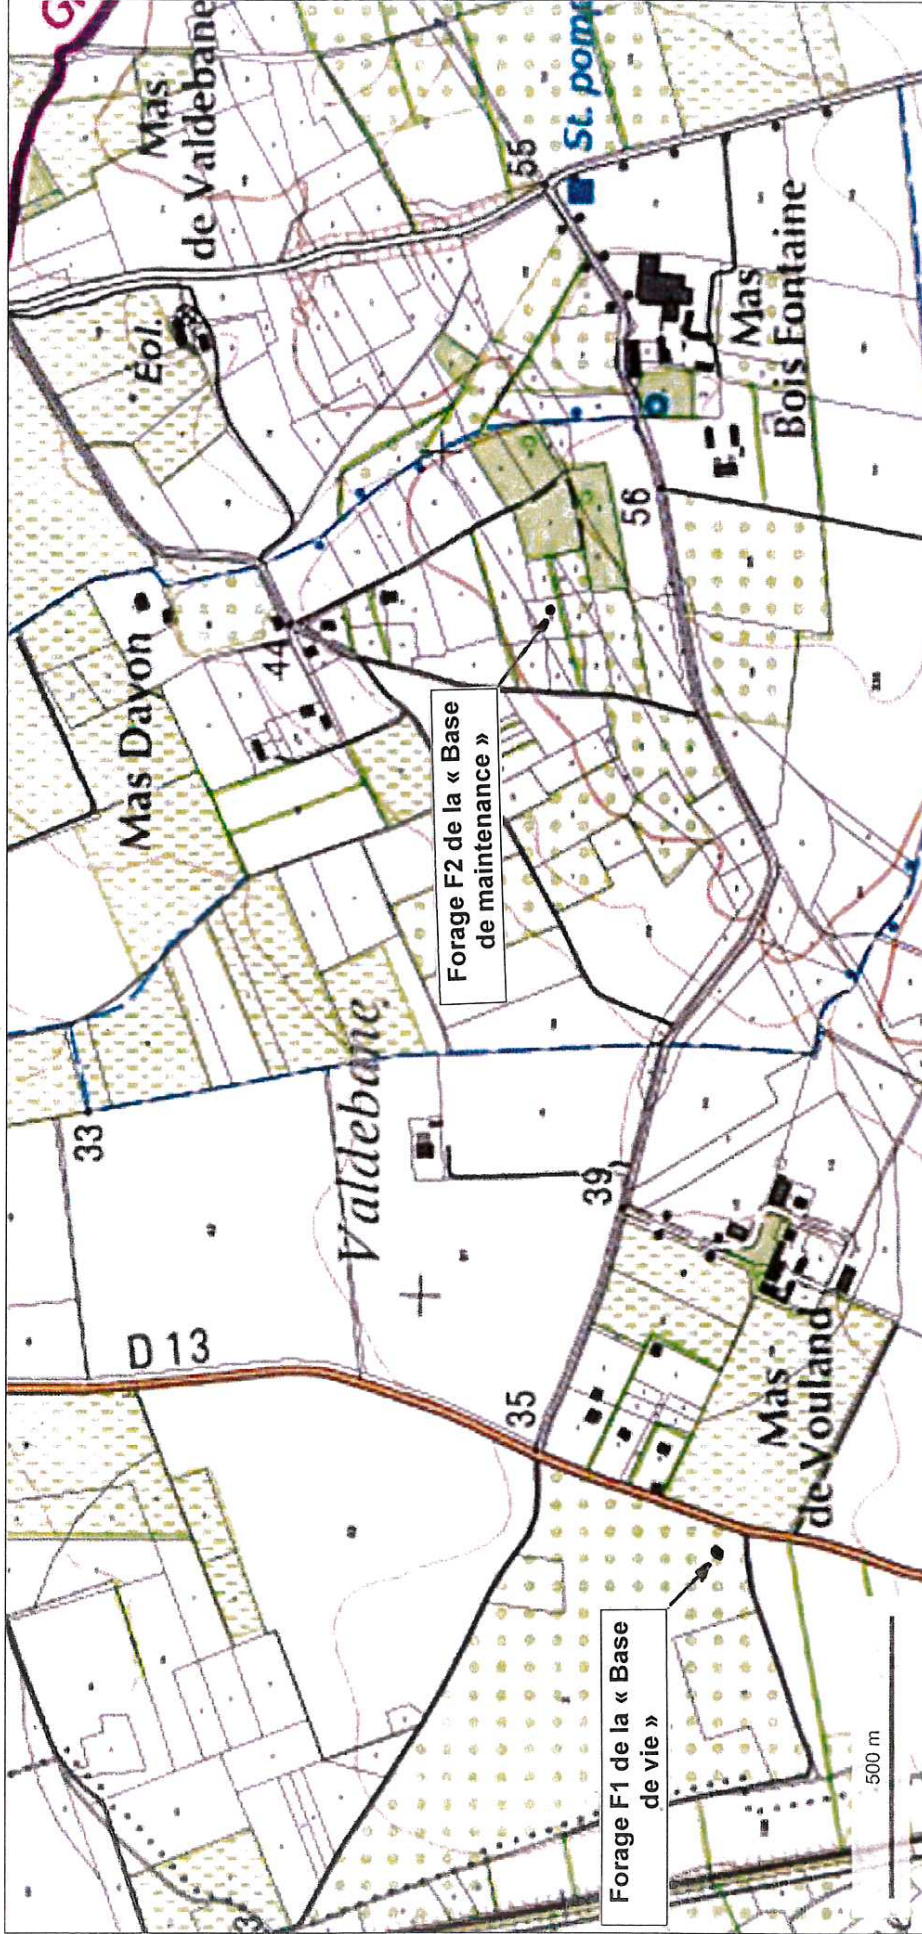 Mas
de Valdebane
Éol.
55
St. pomp
Mas
Bois Fontaine
56
44
Mas Dayon
Forage F2 de la « Base
de maintenance »
33
Valdebane
39
D 13
35
Mas
de Vouland
Forage F1 de la « Base
de vie »
500 m